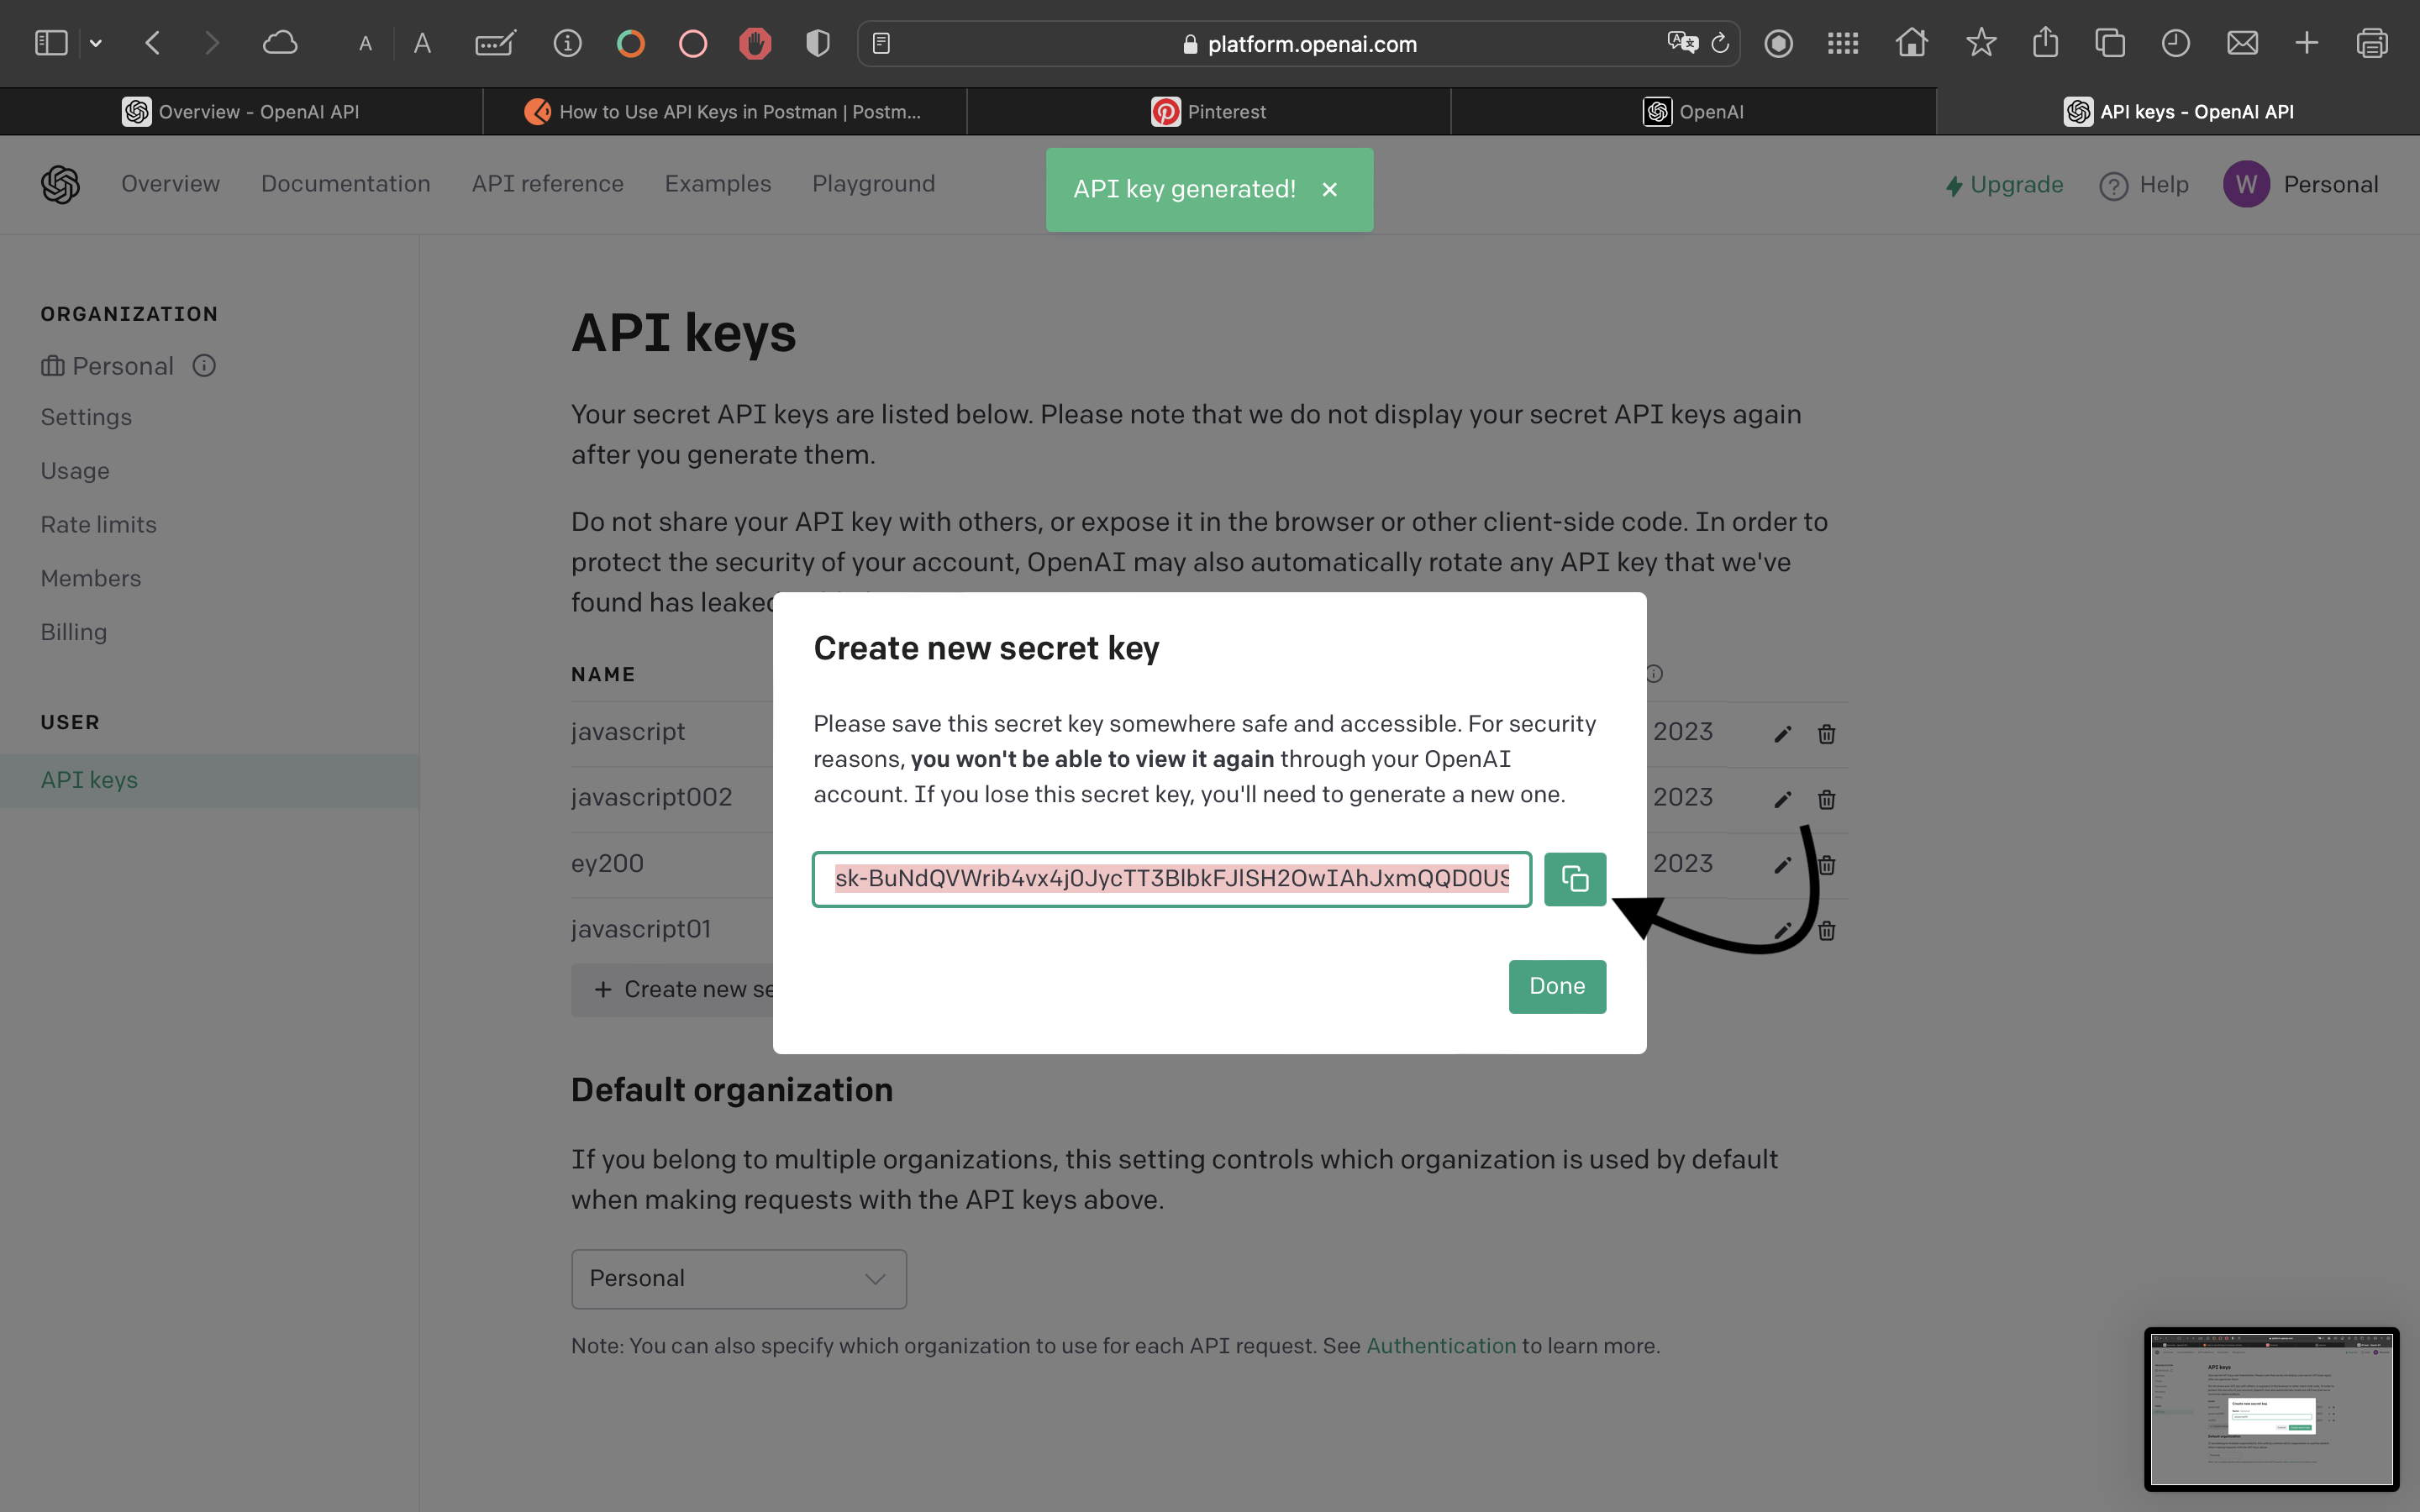 platform.openai.com
Overview - OpenAI API
How to Use API Keys in Postman | Postm...
Pinterest
OpenAI
API keys - OpenAI API
Overview Documentation API reference Examples Playground
API key generated!
Upgrade Help W Personal
ORGANIZATION
Personal
Settings
Usage
Rate limits
Members
Billing
USER
API keys
API keys
Your secret API keys are listed below. Please note that we do not display your secret API keys again
after you generate them.
Do not share your API key with others, or expose it in the browser or other client-side code. In order to
protect the security of your account, OpenAI may also automatically rotate any API key that we've
found has leaked
NAME
javascript 2023
javascript002 2023
ey200 2023
javascript01
+ Create new
Create new secret key
Please save this secret key somewhere safe and accessible. For security
reasons, you won't be able to view it again through your OpenAI
account. If you lose this secret key, you'll need to generate a new one.
Done
Default organization
If you belong to multiple organizations, this setting controls which organization is used by default
when making requests with the API keys above.
Personal
Note: You can also specify which organization to use for each API request. See Authentication to learn more.